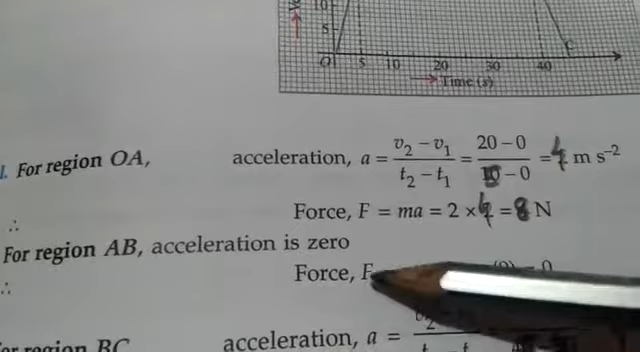 10
5
O 5 10 20 30 40 C
Time (s)
l. For region OA, acceleration, a = (v₂ − v₁)/(t₂ − t₁) = (20 − 0)/(5 − 0) = 4 m s⁻²
∴ Force, F = ma = 2 × 4 = 8 N
For region AB, acceleration is zero
∴ Force, F (0) = 0
For region BC, acceleration, a =